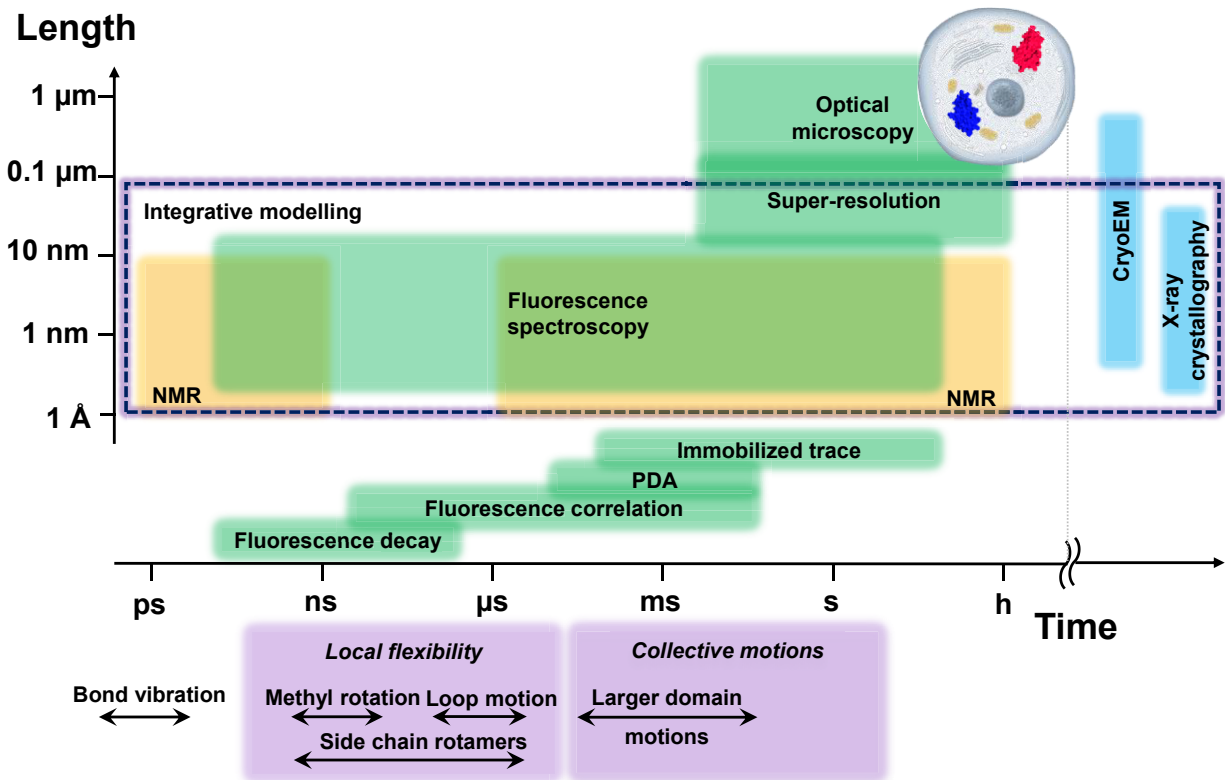 Length
1 µm
0.1 µm
10 nm
1 nm
1 Å
Optical
microscopy
Super-resolution
Integrative modelling
Fluorescence
spectroscopy
NMR
NMR
CryoEM
X-ray
crystallography
Immobilized trace
PDA
Fluorescence correlation
Fluorescence decay
ps
ns
µs
ms
s
h
Time
Local flexibility
Collective motions
Bond vibration
Methyl rotation
Loop motion
Larger domain
motions
Side chain rotamers